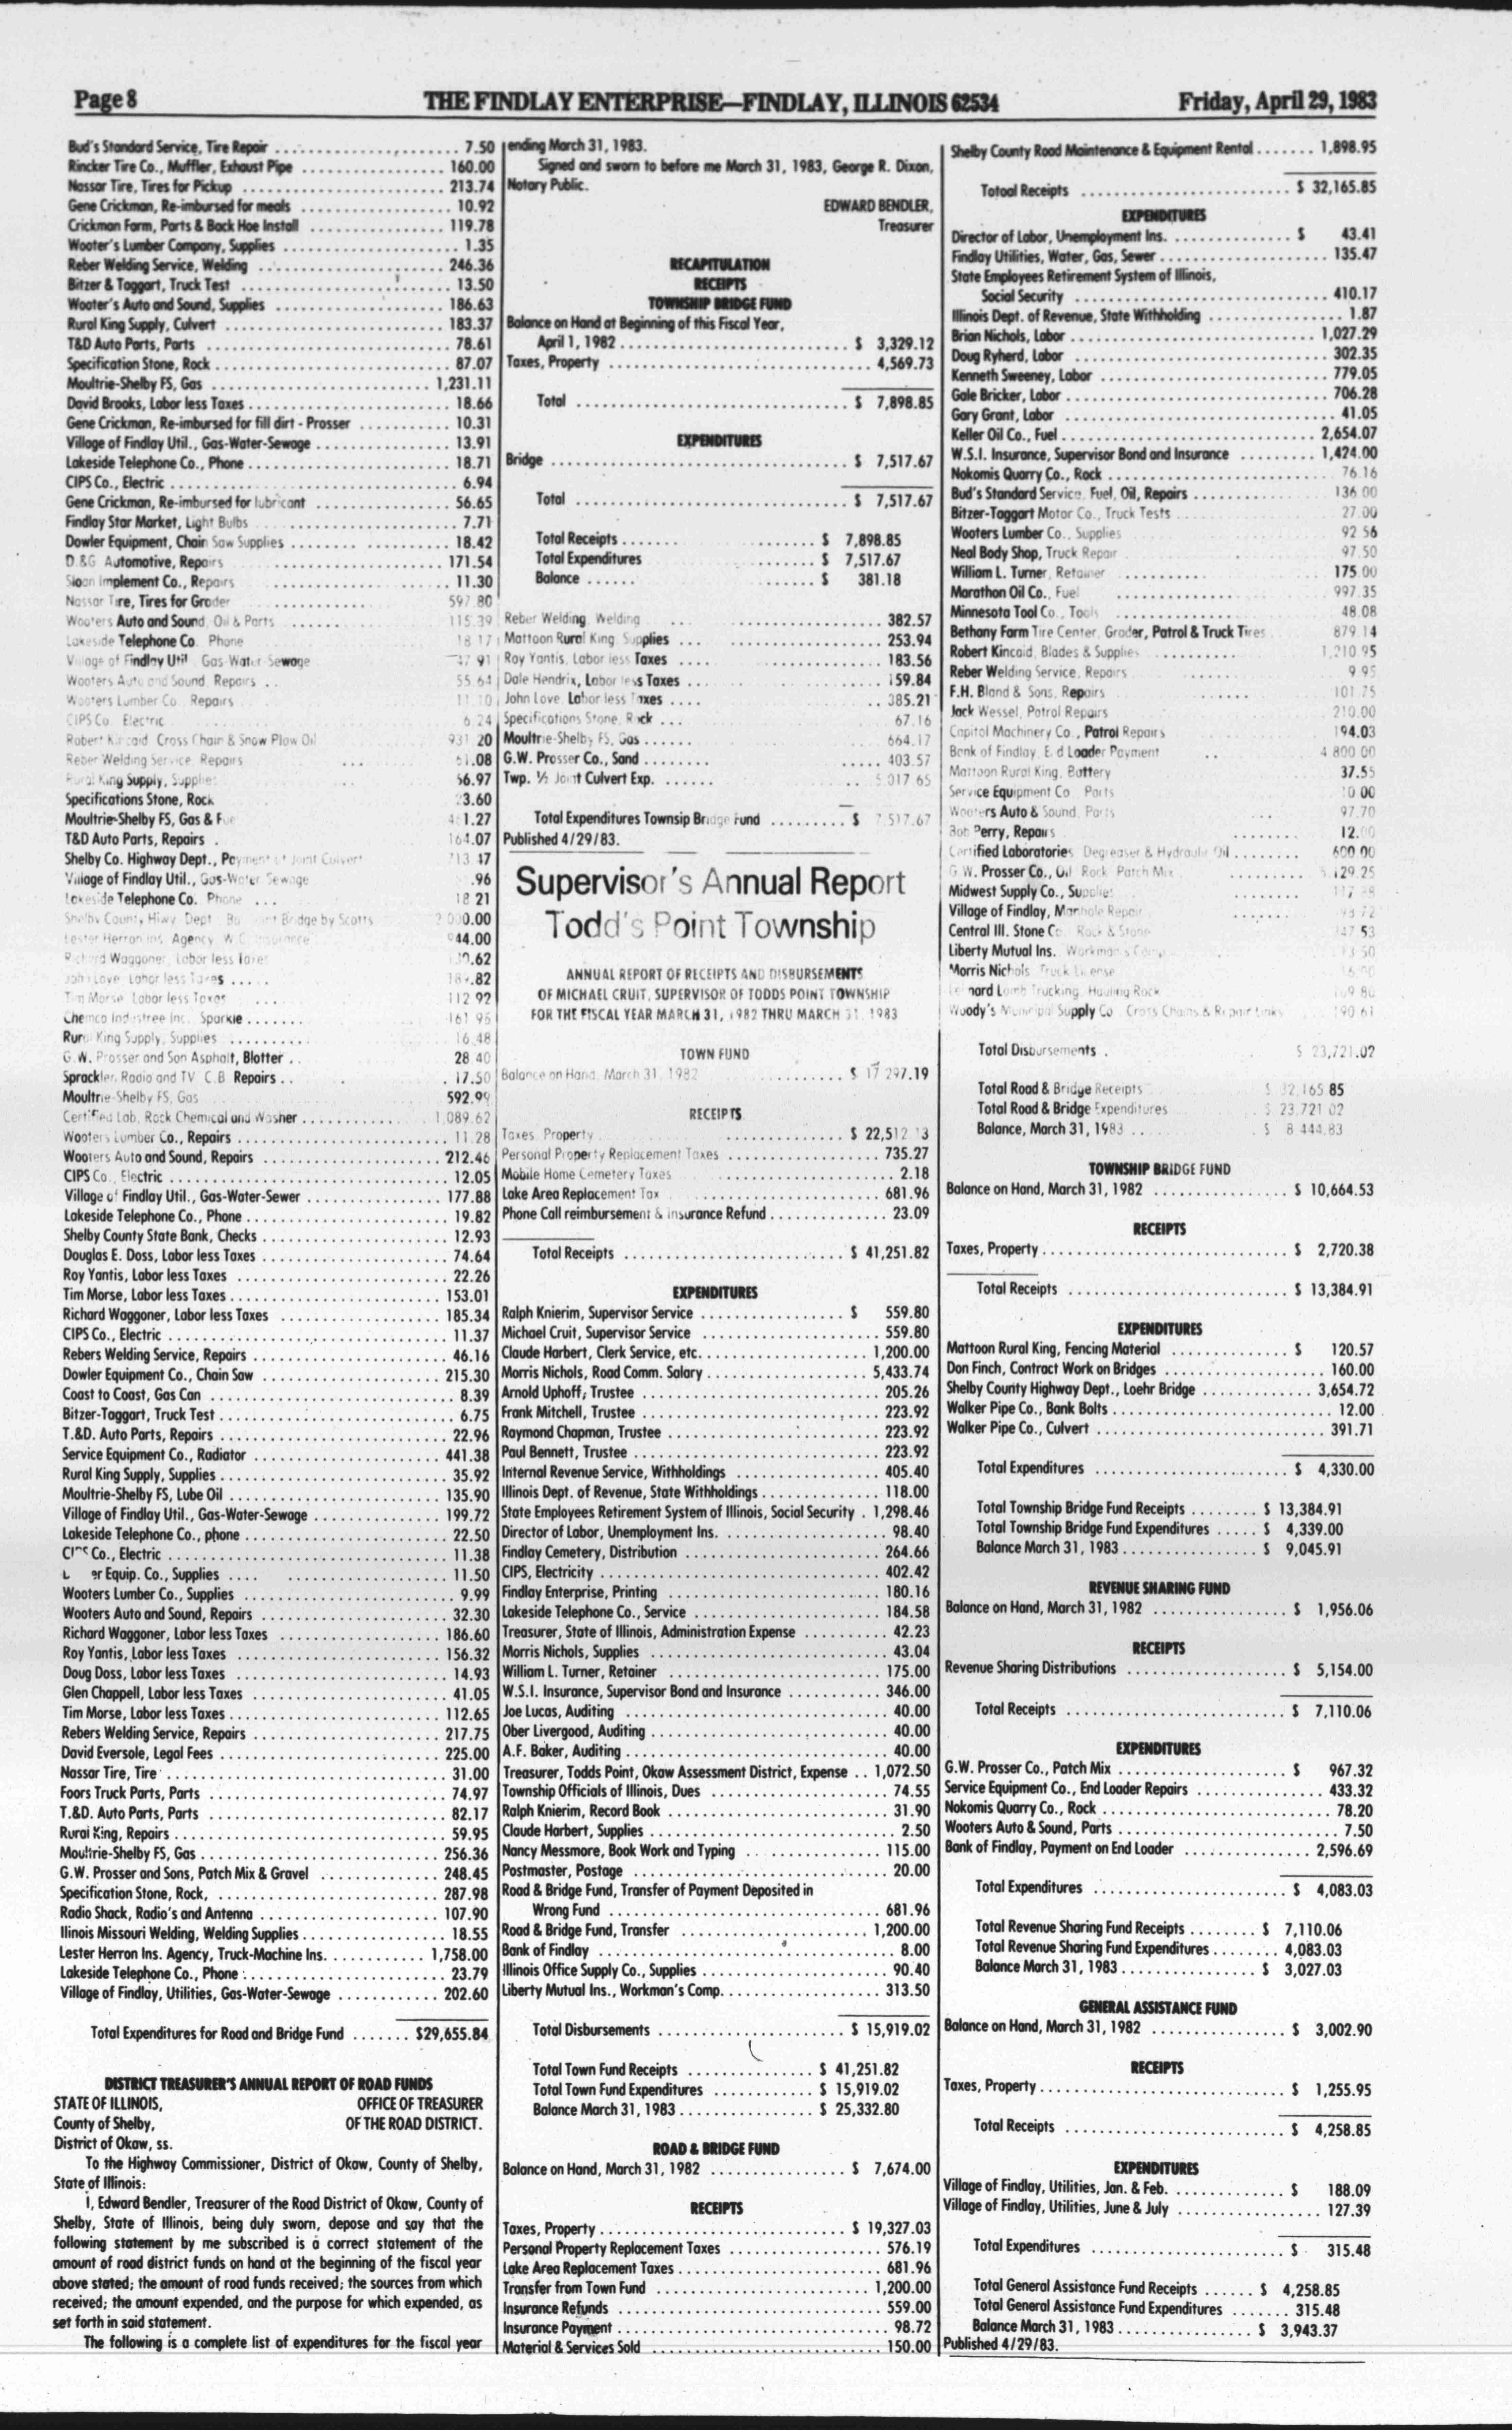 Page 8
THE FINDLAY ENTERPRISE—FINDLAY, ILLINOIS 62534
Friday, April 29, 1983
Bud's Standard Service, Tire Repair 7.50
Rincker Tire Co., Muffler, Exhaust Pipe 160.00
Nassar Tire, Tires for Pickup 213.74
Gene Crickman, Re-imbursed for meals 10.92
Crickman Farm, Parts & Back Hoe Install 119.78
Wooter's Lumber Company, Supplies 1.35
Reber Welding Service, Welding 246.36
Bitzer & Taggart, Truck Test 13.50
Wooter's Auto and Sound, Supplies 186.63
Rural King Supply, Culvert 183.37
T&D Auto Parts, Parts 78.61
Specification Stone, Rock 87.07
Moultrie-Shelby FS, Gas 1,231.11
David Brooks, Labor less Taxes 18.66
Gene Crickman, Re-imbursed for fill dirt - Prosser 10.31
Village of Findlay Util., Gas-Water-Sewage 13.91
Lakeside Telephone Co., Phone 18.71
CIPS Co., Electric 6.94
Gene Crickman, Re-imbursed for lubricant 56.65
Findlay Star Market, Light Bulbs 7.71
Dowler Equipment, Chain Saw Supplies 18.42
D.&G Automotive, Repairs 171.54
Sloan Implement Co., Repairs 11.30
Nassar Tire, Tires for Grader 597.80
Wooters Auto and Sound, Oil & Parts 115.39
Lakeside Telephone Co. Phone 18.17
Village of Findlay Util. Gas-Water-Sewage 47.91
Wooters Auto and Sound, Repairs 55.64
Wooters Lumber Co. Repairs 11.10
CIPS Co. Electric 6.24
Robert Kincaid, Cross Chain & Snow Plow Oil 931.20
Reber Welding Service, Repairs 61.08
Rural King Supply, Supplies 56.97
Specifications Stone, Rock 3.60
Moultrie-Shelby FS, Gas & Fuel 1.27
T&D Auto Parts, Repairs 164.07
Shelby Co. Highway Dept., Payment of Joint Culvert 713.47
Village of Findlay Util., Gas-Water Sewage .96
Lakeside Telephone Co. Phone 18.21
Shelby County Hiwy. Dept. Bridge by Scotts 2,000.00
Lester Herron Ins. Agency W.C. Insurance 944.00
Richard Waggoner, Labor less Taxes .62
John Love, Labor less Taxes .82
Tim Morse, Labor less Taxes 112.92
Chemco Industree Inc. Sparkie 161.95
Rural King Supply, Supplies 16.48
G.W. Prosser and Son Asphalt, Blotter 28.40
Sprackler, Radio and TV C.B. Repairs 17.50
Moultrie-Shelby FS, Gas 592.99
Certified Lab, Rock Chemical and Washer 1,089.62
Wooters Lumber Co., Repairs 11.28
Wooters Auto and Sound, Repairs 212.46
CIPS Co., Electric 12.05
Village of Findlay Util., Gas-Water-Sewer 177.88
Lakeside Telephone Co., Phone 19.82
Shelby County State Bank, Checks 12.93
Douglas E. Doss, Labor less Taxes 74.64
Roy Yantis, Labor less Taxes 22.26
Tim Morse, Labor less Taxes 153.01
Richard Waggoner, Labor less Taxes 185.34
CIPS Co., Electric 11.37
Rebers Welding Service, Repairs 46.16
Dowler Equipment Co., Chain Saw 215.30
Coast to Coast, Gas Can 8.39
Bitzer-Taggart, Truck Test 6.75
T.&D. Auto Parts, Repairs 22.96
Service Equipment Co., Radiator 441.38
Rural King Supply, Supplies 35.92
Moultrie-Shelby FS, Lube Oil 135.90
Village of Findlay Util., Gas-Water-Sewage 199.72
Lakeside Telephone Co., phone 22.50
CIPS Co., Electric 11.38
er Equip. Co., Supplies 11.50
Wooters Lumber Co., Supplies 9.99
Wooters Auto and Sound, Repairs 32.30
Richard Waggoner, Labor less Taxes 186.60
Roy Yantis, Labor less Taxes 156.32
Doug Doss, Labor less Taxes 14.93
Glen Chappell, Labor less Taxes 41.05
Tim Morse, Labor less Taxes 112.65
Rebers Welding Service, Repairs 217.75
David Eversole, Legal Fees 225.00
Nassar Tire, Tire 31.00
Foors Truck Parts, Parts 74.97
T.&D. Auto Parts, Parts 82.17
Rural King, Repairs 59.95
Moultrie-Shelby FS, Gas 256.36
G.W. Prosser and Sons, Patch Mix & Gravel 248.45
Specification Stone, Rock, 287.98
Radio Shack, Radio's and Antenna 107.90
Ilinois Missouri Welding, Welding Supplies 18.55
Lester Herron Ins. Agency, Truck-Machine Ins. 1,758.00
Lakeside Telephone Co., Phone 23.79
Village of Findlay, Utilities, Gas-Water-Sewage 202.60
Total Expenditures for Road and Bridge Fund $29,655.84
DISTRICT TREASURER'S ANNUAL REPORT OF ROAD FUNDS
STATE OF ILLINOIS, OFFICE OF TREASURER
County of Shelby, OF THE ROAD DISTRICT.
District of Okaw, ss.
To the Highway Commissioner, District of Okaw, County of Shelby,
State of Illinois:
I, Edward Bendler, Treasurer of the Road District of Okaw, County of
Shelby, State of Illinois, being duly sworn, depose and say that the
following statement by me subscribed is a correct statement of the
amount of road district funds on hand at the beginning of the fiscal year
above stated; the amount of road funds received; the sources from which
received; the amount expended, and the purpose for which expended, as
set forth in said statement.
The following is a complete list of expenditures for the fiscal year
ending March 31, 1983.
Signed and sworn to before me March 31, 1983, George R. Dixon,
Notary Public.
EDWARD BENDLER,
Treasurer
RECAPITULATION
RECEIPTS
TOWNSHIP BRIDGE FUND
Balance on Hand at Beginning of this Fiscal Year,
April 1, 1982 $ 3,329.12
Taxes, Property 4,569.73
Total $ 7,898.85
EXPENDITURES
Bridge $ 7,517.67
Total $ 7,517.67
Total Receipts $ 7,898.85
Total Expenditures $ 7,517.67
Balance $ 381.18
Reber Welding, Welding 382.57
Mattoon Rural King, Supplies 253.94
Roy Yantis, Labor less Taxes 183.56
Dale Hendrix, Labor less Taxes 159.84
John Love, Labor less Taxes 385.21
Specifications Stone, Rock 67.16
Moultrie-Shelby FS, Gas 664.17
G.W. Prosser Co., Sand 403.57
Twp. ½ Joint Culvert Exp. 5,017.65
Total Expenditures Townsip Bridge Fund $ 7,517.67
Published 4/29/83.
Supervisor's Annual Report
Todd's Point Township
ANNUAL REPORT OF RECEIPTS AND DISBURSEMENTS
OF MICHAEL CRUIT, SUPERVISOR OF TODDS POINT TOWNSHIP
FOR THE FISCAL YEAR MARCH 31, 1982 THRU MARCH 31, 1983
TOWN FUND
Balance on Hand, March 31, 1982 $ 17,297.19
RECEIPTS
Taxes, Property $ 22,512.13
Personal Property Replacement Taxes 735.27
Mobile Home Cemetery Taxes 2.18
Lake Area Replacement Tax 681.96
Phone Call reimbursement & insurance Refund 23.09
Total Receipts $ 41,251.82
EXPENDITURES
Ralph Knierim, Supervisor Service $ 559.80
Michael Cruit, Supervisor Service 559.80
Claude Harbert, Clerk Service, etc. 1,200.00
Morris Nichols, Road Comm. Salary 5,433.74
Arnold Uphoff, Trustee 205.26
Frank Mitchell, Trustee 223.92
Raymond Chapman, Trustee 223.92
Paul Bennett, Trustee 223.92
Internal Revenue Service, Withholdings 405.40
Illinois Dept. of Revenue, State Withholdings 118.00
State Employees Retirement System of Illinois, Social Security 1,298.46
Director of Labor, Unemployment Ins. 98.40
Findlay Cemetery, Distribution 264.66
CIPS, Electricity 402.42
Findlay Enterprise, Printing 180.16
Lakeside Telephone Co., Service 184.58
Treasurer, State of Illinois, Administration Expense 42.23
Morris Nichols, Supplies 43.04
William L. Turner, Retainer 175.00
W.S.I. Insurance, Supervisor Bond and Insurance 346.00
Joe Lucas, Auditing 40.00
Ober Livergood, Auditing 40.00
A.F. Baker, Auditing 40.00
Treasurer, Todds Point, Okaw Assessment District, Expense 1,072.50
Township Officials of Illinois, Dues 74.55
Ralph Knierim, Record Book 31.90
Claude Harbert, Supplies 2.50
Nancy Messmore, Book Work and Typing 115.00
Postmaster, Postage 20.00
Road & Bridge Fund, Transfer of Payment Deposited in
Wrong Fund 681.96
Road & Bridge Fund, Transfer 1,200.00
Bank of Findlay 8.00
Illinois Office Supply Co., Supplies 90.40
Liberty Mutual Ins., Workman's Comp. 313.50
Total Disbursements $ 15,919.02
Total Town Fund Receipts $ 41,251.82
Total Town Fund Expenditures $ 15,919.02
Balance March 31, 1983 $ 25,332.80
ROAD & BRIDGE FUND
Balance on Hand, March 31, 1982 $ 7,674.00
RECEIPTS
Taxes, Property $ 19,327.03
Personal Property Replacement Taxes 576.19
Lake Area Replacement Taxes 681.96
Transfer from Town Fund 1,200.00
Insurance Refunds 559.00
Insurance Payment 98.72
Material & Services Sold 150.00
Shelby County Road Maintenance & Equipment Rental 1,898.95
Totoal Receipts $ 32,165.85
EXPENDITURES
Director of Labor, Unemployment Ins. $ 43.41
Findlay Utilities, Water, Gas, Sewer 135.47
State Employees Retirement System of Illinois,
Social Security 410.17
Illinois Dept. of Revenue, State Withholding 1.87
Brian Nichols, Labor 1,027.29
Doug Ryherd, Labor 302.35
Kenneth Sweeney, Labor 779.05
Gale Bricker, Labor 706.28
Gary Grant, Labor 41.05
Keller Oil Co., Fuel 2,654.07
W.S.I. Insurance, Supervisor Bond and Insurance 1,424.00
Nokomis Quarry Co., Rock 76.16
Bud's Standard Service, Fuel, Oil, Repairs 136.00
Bitzer-Taggart Motor Co., Truck Tests 27.00
Wooters Lumber Co., Supplies 92.56
Neal Body Shop, Truck Repair 97.50
William L. Turner, Retainer 175.00
Marathon Oil Co., Fuel 997.35
Minnesota Tool Co., Tools 48.08
Bethany Farm Tire Center, Grader, Patrol & Truck Tires 879.14
Robert Kincaid, Blades & Supplies 1,210.95
Reber Welding Service, Repairs 9.95
F.H. Bland & Sons, Repairs 101.75
Jack Wessel, Patrol Repairs 210.00
Capitol Machinery Co., Patrol Repairs 194.03
Bank of Findlay, End Loader Payment 4,800.00
Mattoon Rural King, Battery 37.55
Service Equipment Co. Parts 10.00
Wooters Auto & Sound, Parts 97.70
Bob Perry, Repairs 12.00
Certified Laboratories, Degreaser & Hydraulic Oil 600.00
G.W. Prosser Co., Oil Rock Patch Mix 5,129.25
Midwest Supply Co., Supplies
Village of Findlay, Manhole Repair
Central Ill. Stone Co. Rock & Stone 347.53
Liberty Mutual Ins. Workman's Comp.
Morris Nichols, Truck License
Lamb Trucking, Hauling Rock
Woody's Municipal Supply Co. Cross Chains & Repair Links 190.61
Total Disbursements $ 23,721.02
Total Road & Bridge Receipts $ 32,165.85
Total Road & Bridge Expenditures $ 23,721.02
Balance, March 31, 1983 $ 8,444.83
TOWNSHIP BRIDGE FUND
Balance on Hand, March 31, 1982 $ 10,664.53
RECEIPTS
Taxes, Property $ 2,720.38
Total Receipts $ 13,384.91
EXPENDITURES
Mattoon Rural King, Fencing Material $ 120.57
Don Finch, Contract Work on Bridges 160.00
Shelby County Highway Dept., Loehr Bridge 3,654.72
Walker Pipe Co., Bank Bolts 12.00
Walker Pipe Co., Culvert 391.71
Total Expenditures $ 4,330.00
Total Township Bridge Fund Receipts $ 13,384.91
Total Township Bridge Fund Expenditures $ 4,339.00
Balance March 31, 1983 $ 9,045.91
REVENUE SHARING FUND
Balance on Hand, March 31, 1982 $ 1,956.06
RECEIPTS
Revenue Sharing Distributions $ 5,154.00
Total Receipts $ 7,110.06
EXPENDITURES
G.W. Prosser Co., Patch Mix $ 967.32
Service Equipment Co., End Loader Repairs 433.32
Nokomis Quarry Co., Rock 78.20
Wooters Auto & Sound, Parts 7.50
Bank of Findlay, Payment on End Loader 2,596.69
Total Expenditures $ 4,083.03
Total Revenue Sharing Fund Receipts $ 7,110.06
Total Revenue Sharing Fund Expenditures 4,083.03
Balance March 31, 1983 $ 3,027.03
GENERAL ASSISTANCE FUND
Balance on Hand, March 31, 1982 $ 3,002.90
RECEIPTS
Taxes, Property $ 1,255.95
Total Receipts $ 4,258.85
EXPENDITURES
Village of Findlay, Utilities, Jan. & Feb. $ 188.09
Village of Findlay, Utilities, June & July 127.39
Total Expenditures $ 315.48
Total General Assistance Fund Receipts $ 4,258.85
Total General Assistance Fund Expenditures 315.48
Balance March 31, 1983 $ 3,943.37
Published 4/29/83.